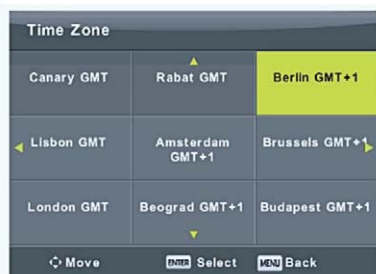 Time Zone
Canary GMT
Rabat GMT
Berlin GMT+1
Lisbon GMT
Amsterdam
GMT+1
Brussels GMT+1
London GMT
Beograd GMT+1
Budapest GMT+1
Move
ENTER Select
MENU Back